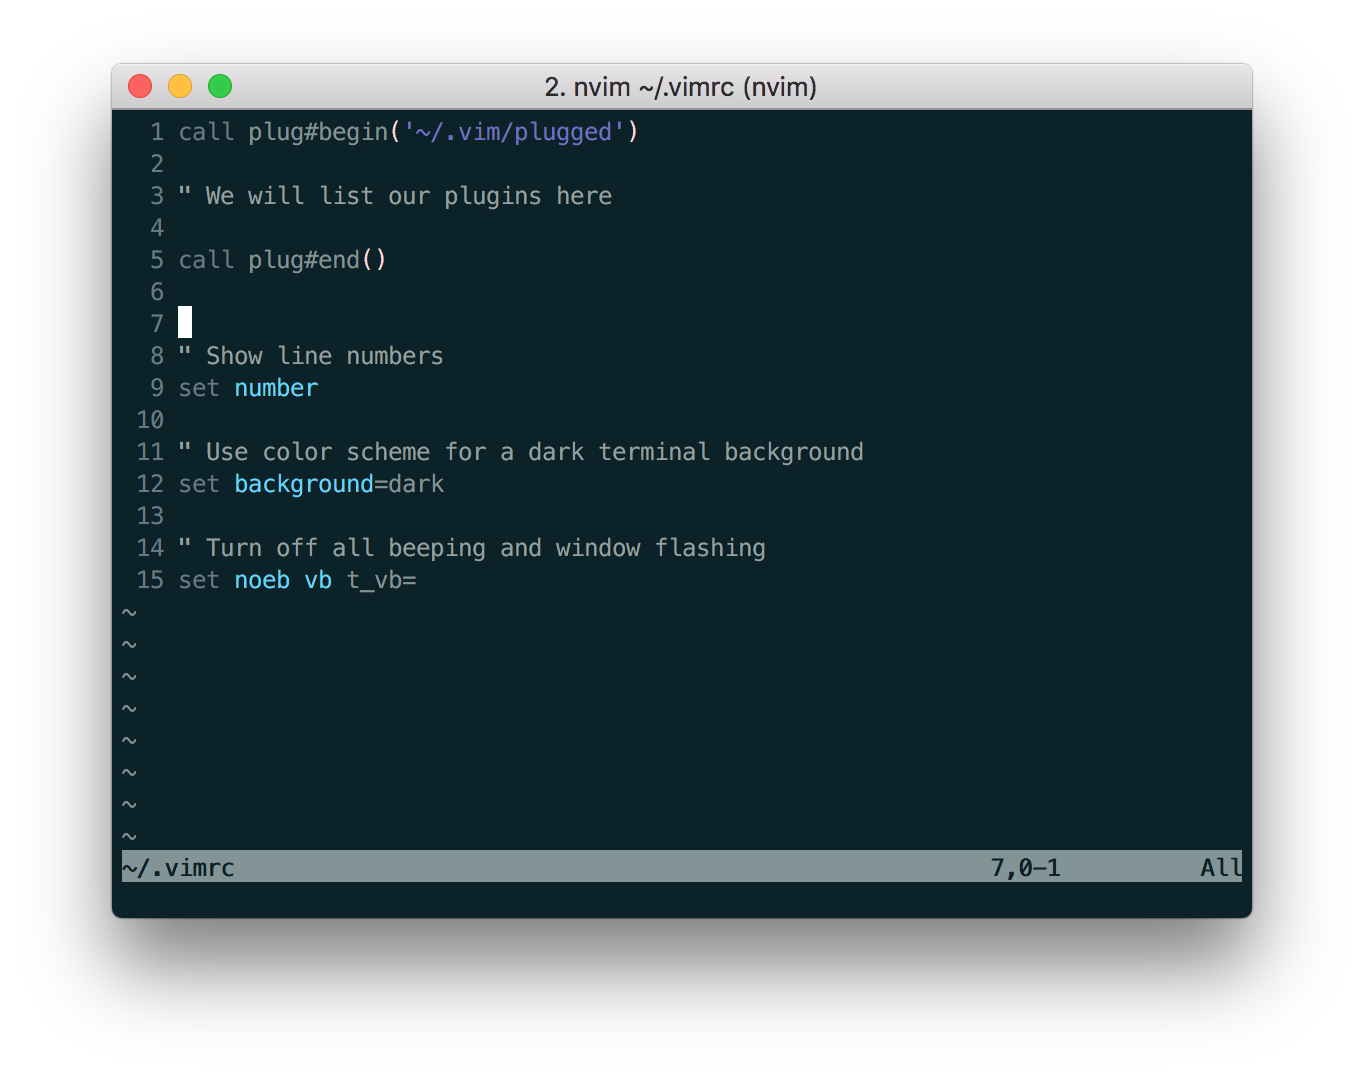 2. nvim ~/.vimrc (nvim)
1 call plug#begin('~/.vim/plugged')
2
3 " We will list our plugins here
4
5 call plug#end()
6
7
8 " Show line numbers
9 set number
10
11 " Use color scheme for a dark terminal background
12 set background=dark
13
14 " Turn off all beeping and window flashing
15 set noeb vb t_vb=
~
~
~
~
~
~
~
~
~/.vimrc 7,0-1 All